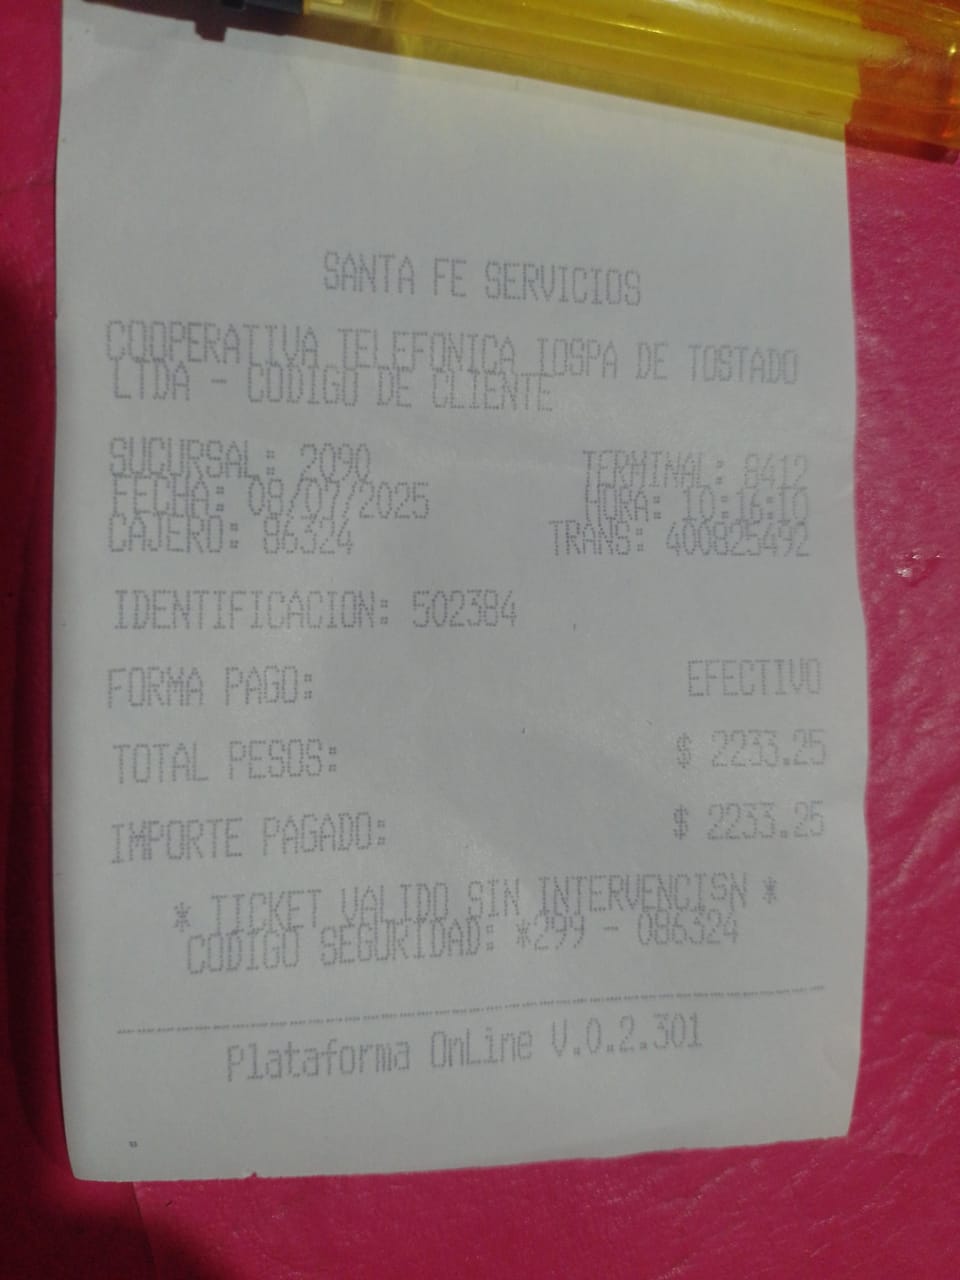 SANTA FE SERVICIOS
COOPERATIVA TELEFONICA IOSPA DE TOSTADO
LTDA - CODIGO DE CLIENTE
SUCURSAL: 2090 TERMINAL: 8412
FECHA: 08/07/2025 HORA: 10:16:10
CAJERO: 86324 TRANS: 400825492
IDENTIFICACION: 502384
FORMA PAGO: EFECTIVO
TOTAL PESOS: $ 2233.25
IMPORTE PAGADO: $ 2233.25
* TICKET VALIDO SIN INTERVENCISN *
CODIGO SEGURIDAD: *299 - 086324
Plataforma OnLine V.0.2.301